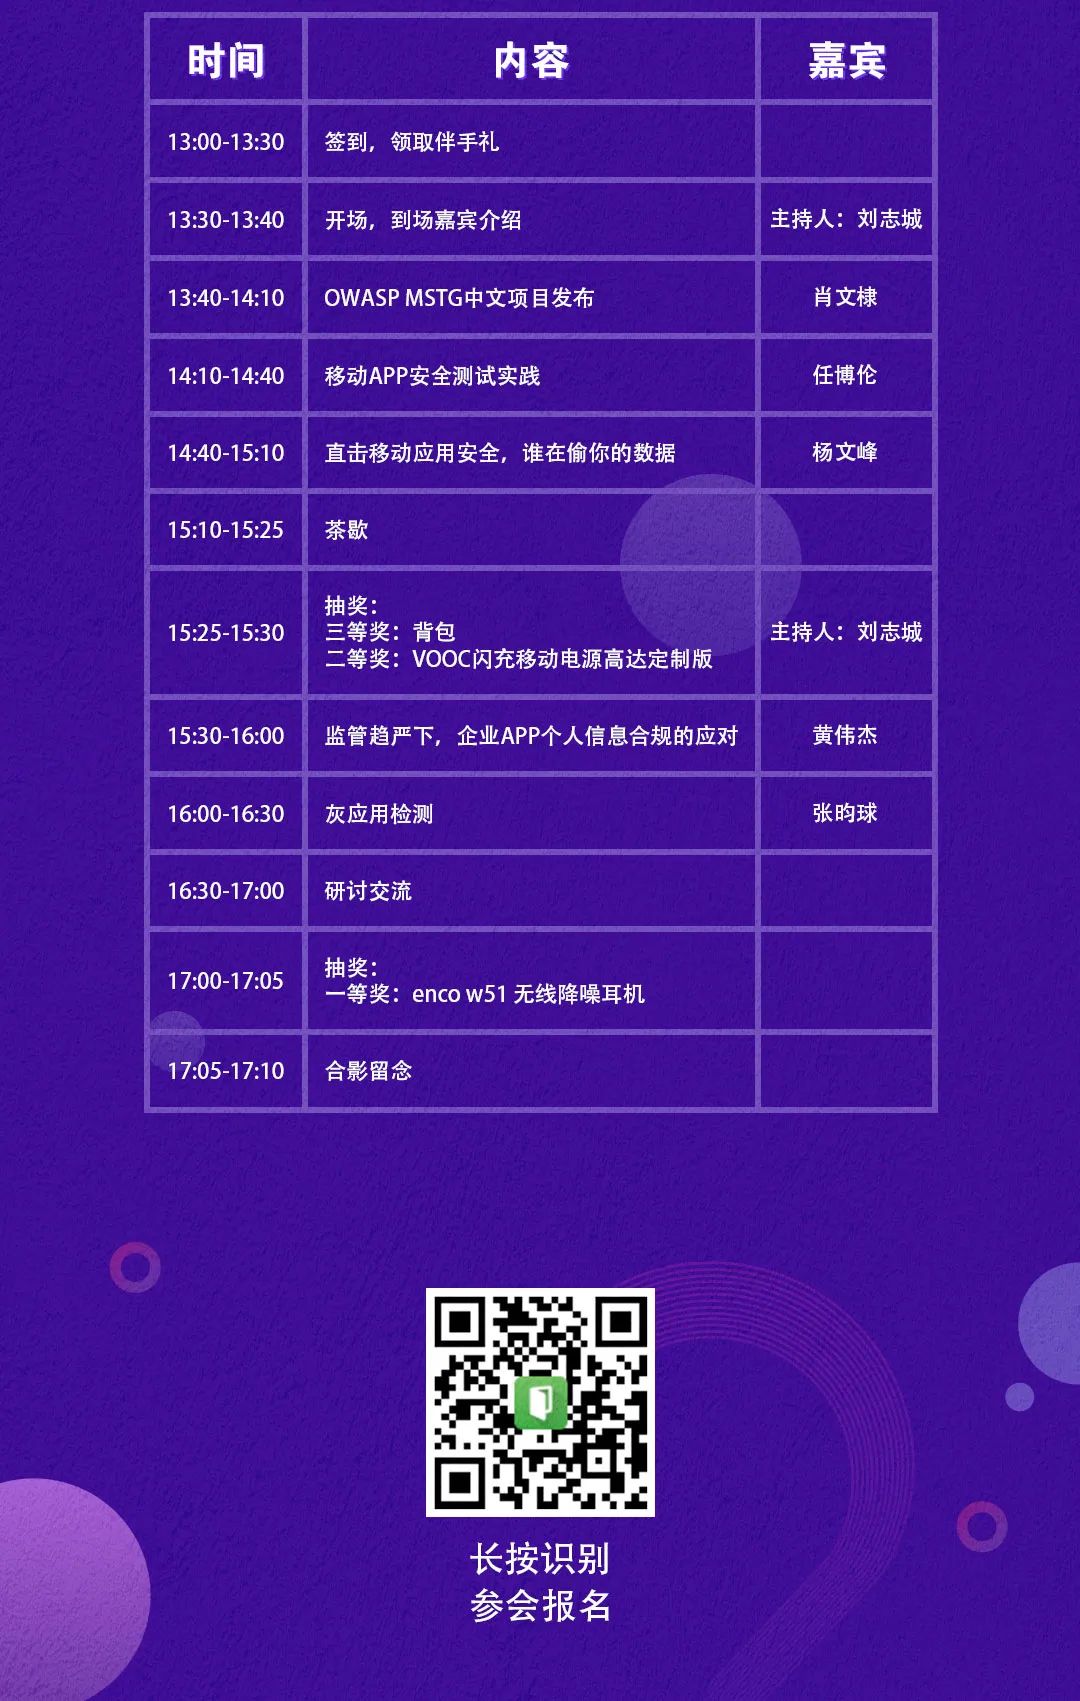 时间 内容 嘉宾
13:00-13:30 签到，领取伴手礼
13:30-13:40 开场，到场嘉宾介绍 主持人：刘志城
13:40-14:10 OWASP MSTG中文项目发布 肖文棣
14:10-14:40 移动APP安全测试实践 任博伦
14:40-15:10 直击移动应用安全，谁在偷你的数据 杨文峰
15:10-15:25 茶歇
抽奖：
15:25-15:30 三等奖：背包 主持人：刘志城
二等奖：VOOC闪充移动电源高达定制版
15:30-16:00 监管趋严下，企业APP个人信息合规的应对 黄伟杰
16:00-16:30 灰应用检测 张昀球
16:30-17:00 研讨交流
17:00-17:05 抽奖：
一等奖：enco w51 无线降噪耳机
17:05-17:10 合影留念
长按识别
参会报名